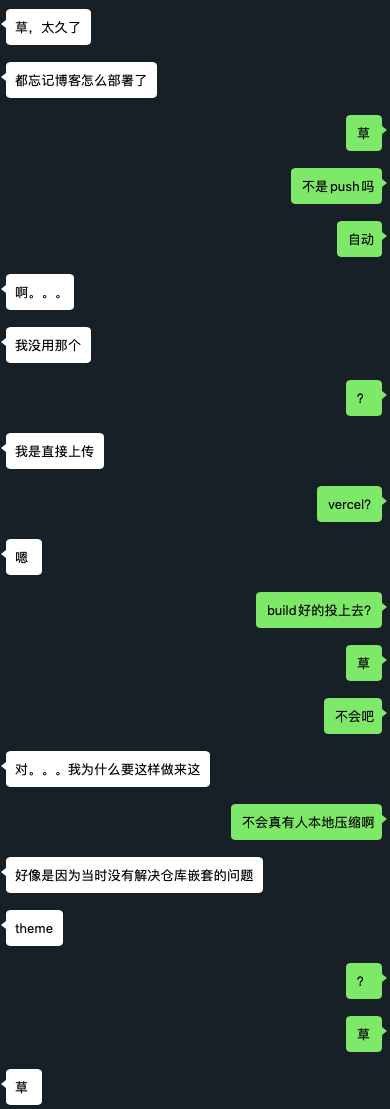 草，太久了
都忘记博客怎么部署了
草
不是push吗
自动
啊。。。
我没用那个
？
我是直接上传
vercel?
嗯
build好的投上去?
草
不会吧
对。。。我为什么要这样做来这
不会真有人本地压缩啊
好像是因为当时没有解决仓库嵌套的问题
theme
？
草
草